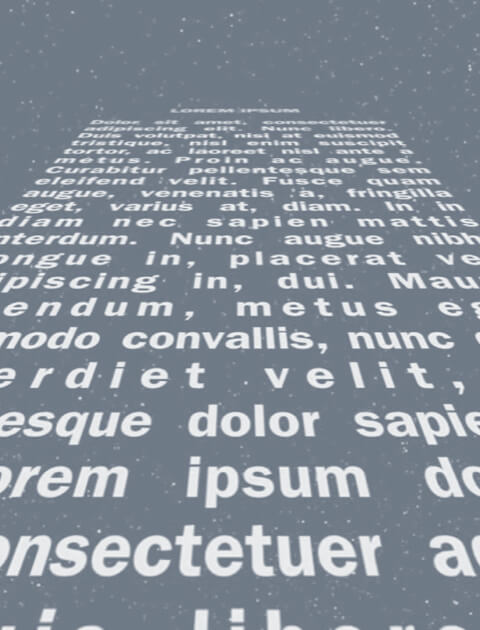 LOREM IPSUM
Dolor sit amet, consectetuer
adipiscing elit. Nunc libero.
Duis volutpat, nisl at euismod
tristique, nisl enim suscipit
tortor, ac laoreet nisl ante a
metus. Proin ac augue.
Curabitur pellentesque sem
eleifend velit. Fusce quam
augue, venenatis a, fringilla
eget, varius at, diam. In in
diam nec sapien mattis
nterdum. Nunc augue nibh
ongue in, placerat ve
ipiscing in, dui. Mau
endum, metus eg
modo convallis, nunc
erdiet velit,
esque dolor sapie
orem ipsum do
onsectetuer a